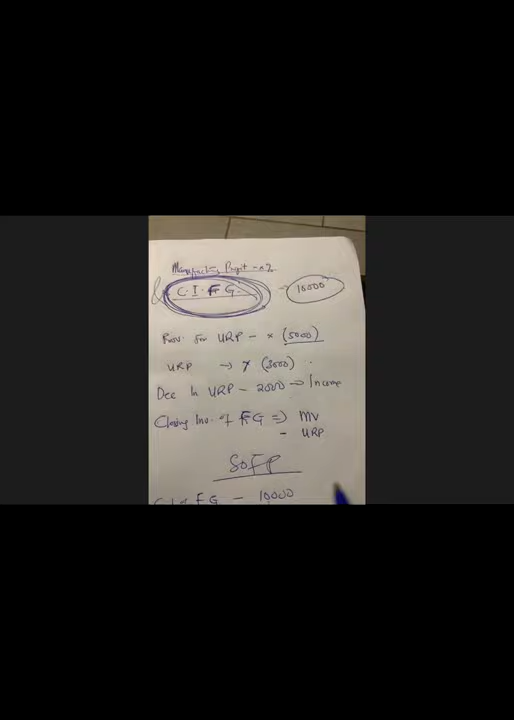 Manufacturing Profit - n%
C.I.F.G. → 10000
Prov. for URP - × (5000)
URP → × (3000)
Dec In URP - 2000 → Income
Closing Inv. of FG => MV
- URP
SOFP
FG - 10000